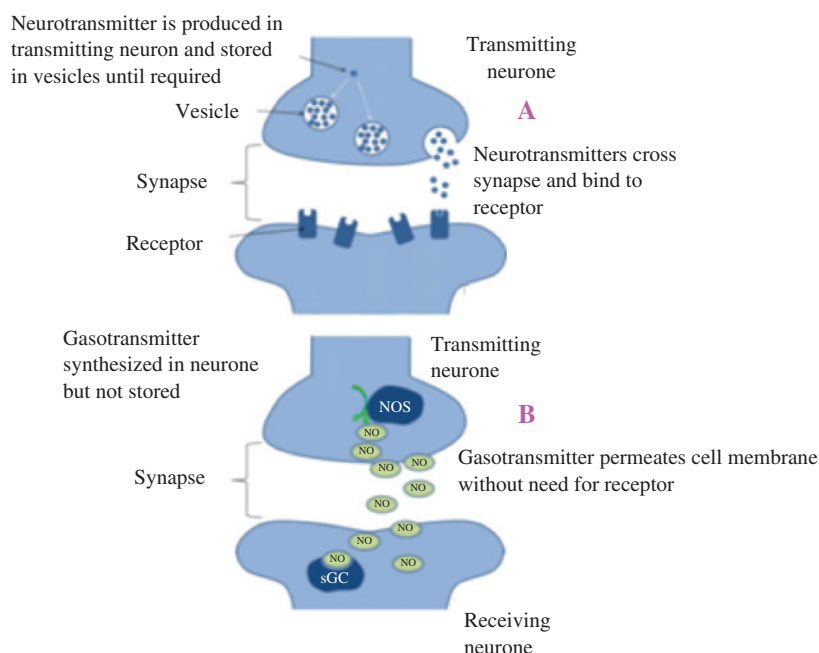 Neurotransmitter is produced in
transmitting neuron and stored
in vesicles until required
Transmitting
neurone
Vesicle
A
Neurotransmitters cross
synapse and bind to
receptor
Synapse
Receptor
Gasotransmitter
synthesized in neurone
but not stored
Transmitting
neurone
NOS
B
NO
NO
NO
NO
Gasotransmitter permeates cell membrane
without need for receptor
Synapse
NO
NO
NO
NO
NO
NO
sGC
Receiving
neurone